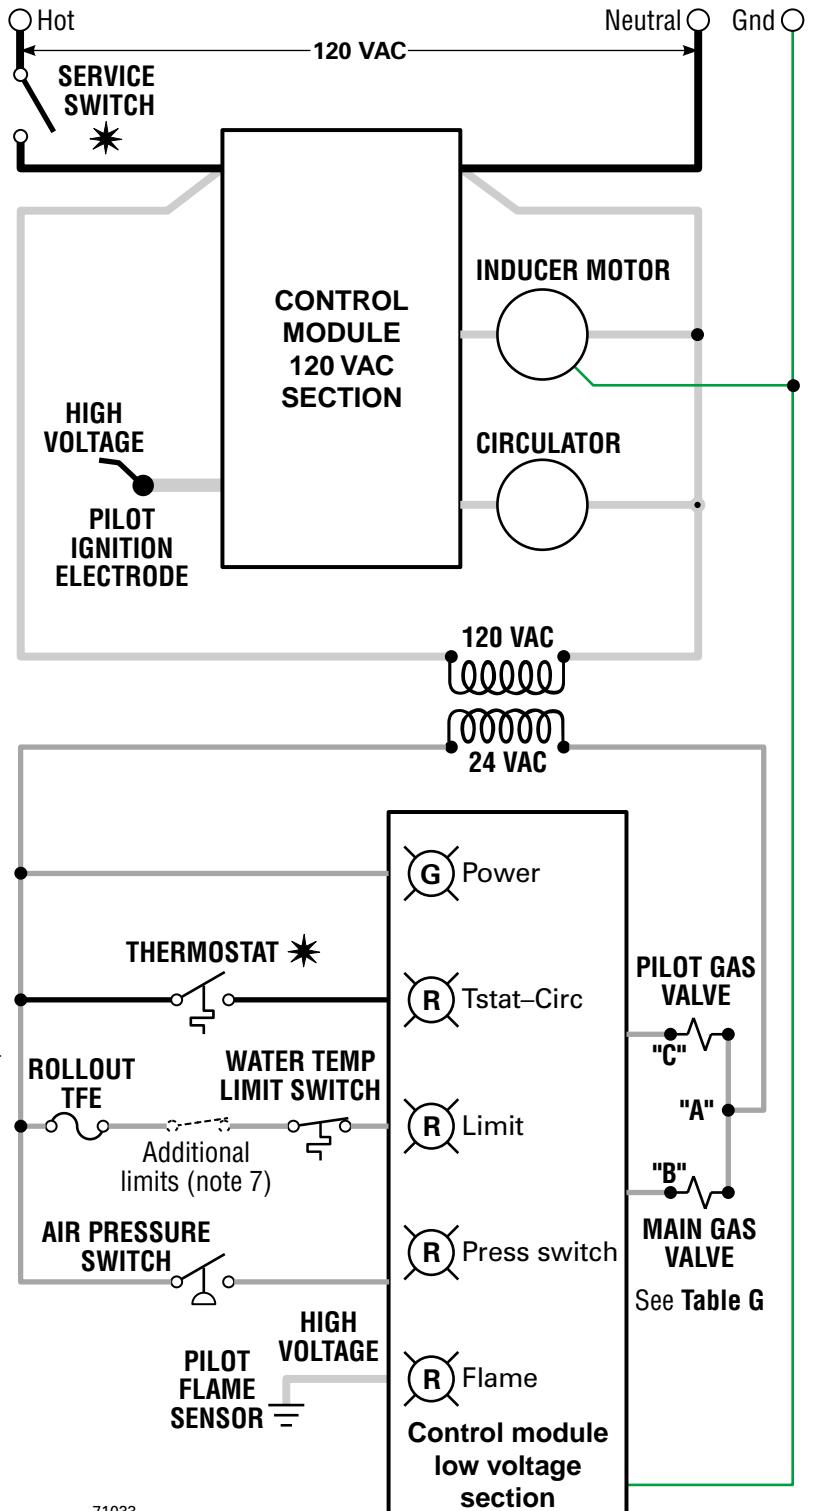 Hot
Neutral
Gnd
120 VAC
SERVICE
SWITCH
CONTROL
MODULE
120 VAC
SECTION
INDUCER MOTOR
HIGH
VOLTAGE
CIRCULATOR
PILOT
IGNITION
ELECTRODE
120 VAC
24 VAC
G Power
THERMOSTAT
R Tstat–Circ
PILOT GAS
VALVE
"C"
ROLLOUT
TFE
WATER TEMP
LIMIT SWITCH
R Limit
"A"
Additional
limits (note 7)
"B"
AIR PRESSURE
SWITCH
R Press switch
MAIN GAS
VALVE
See Table G
HIGH
VOLTAGE
PILOT
FLAME
SENSOR
R Flame
Control module
low voltage
section